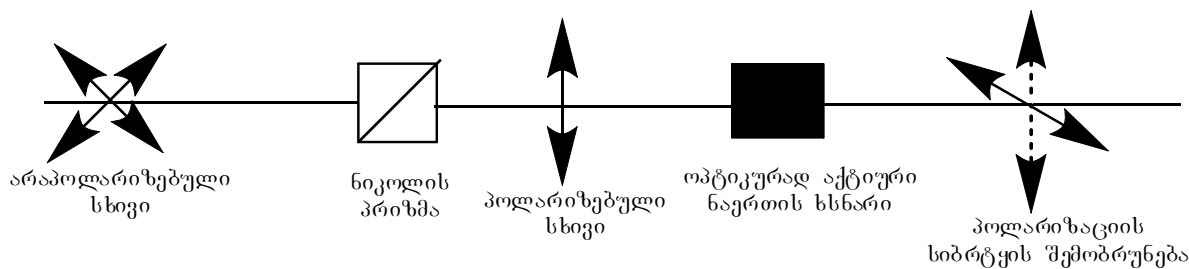 არაპოლარიზებული
სხივი
ნიკოლის
პრიზმა
პოლარიზებული
სხივი
ოპტიკურად აქტიური
ნაერთის ხსნარი
პოლარიზაციის
სიბრტყის შემობრუნება